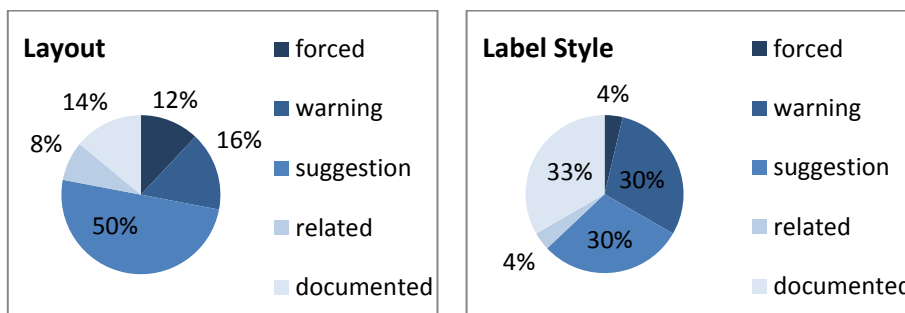 Layout
forced
warning
suggestion
related
documented
12%
16%
50%
8%
14%
Label Style
forced
warning
suggestion
related
documented
4%
30%
30%
4%
33%